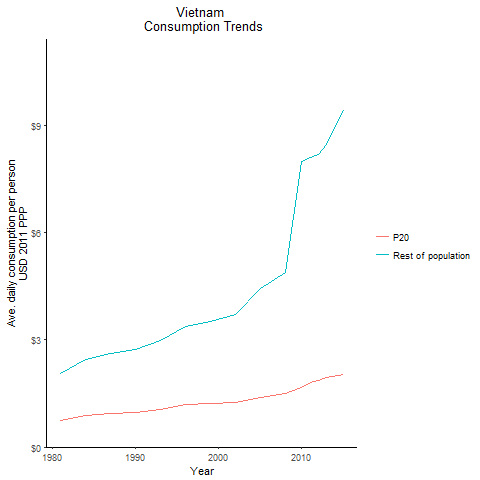 Vietnam
Consumption Trends
Ave. daily consumption per person
USD 2011 PPP
$9
$6
$3
$0
1980
1990
2000
2010
Year
P20
Rest of population